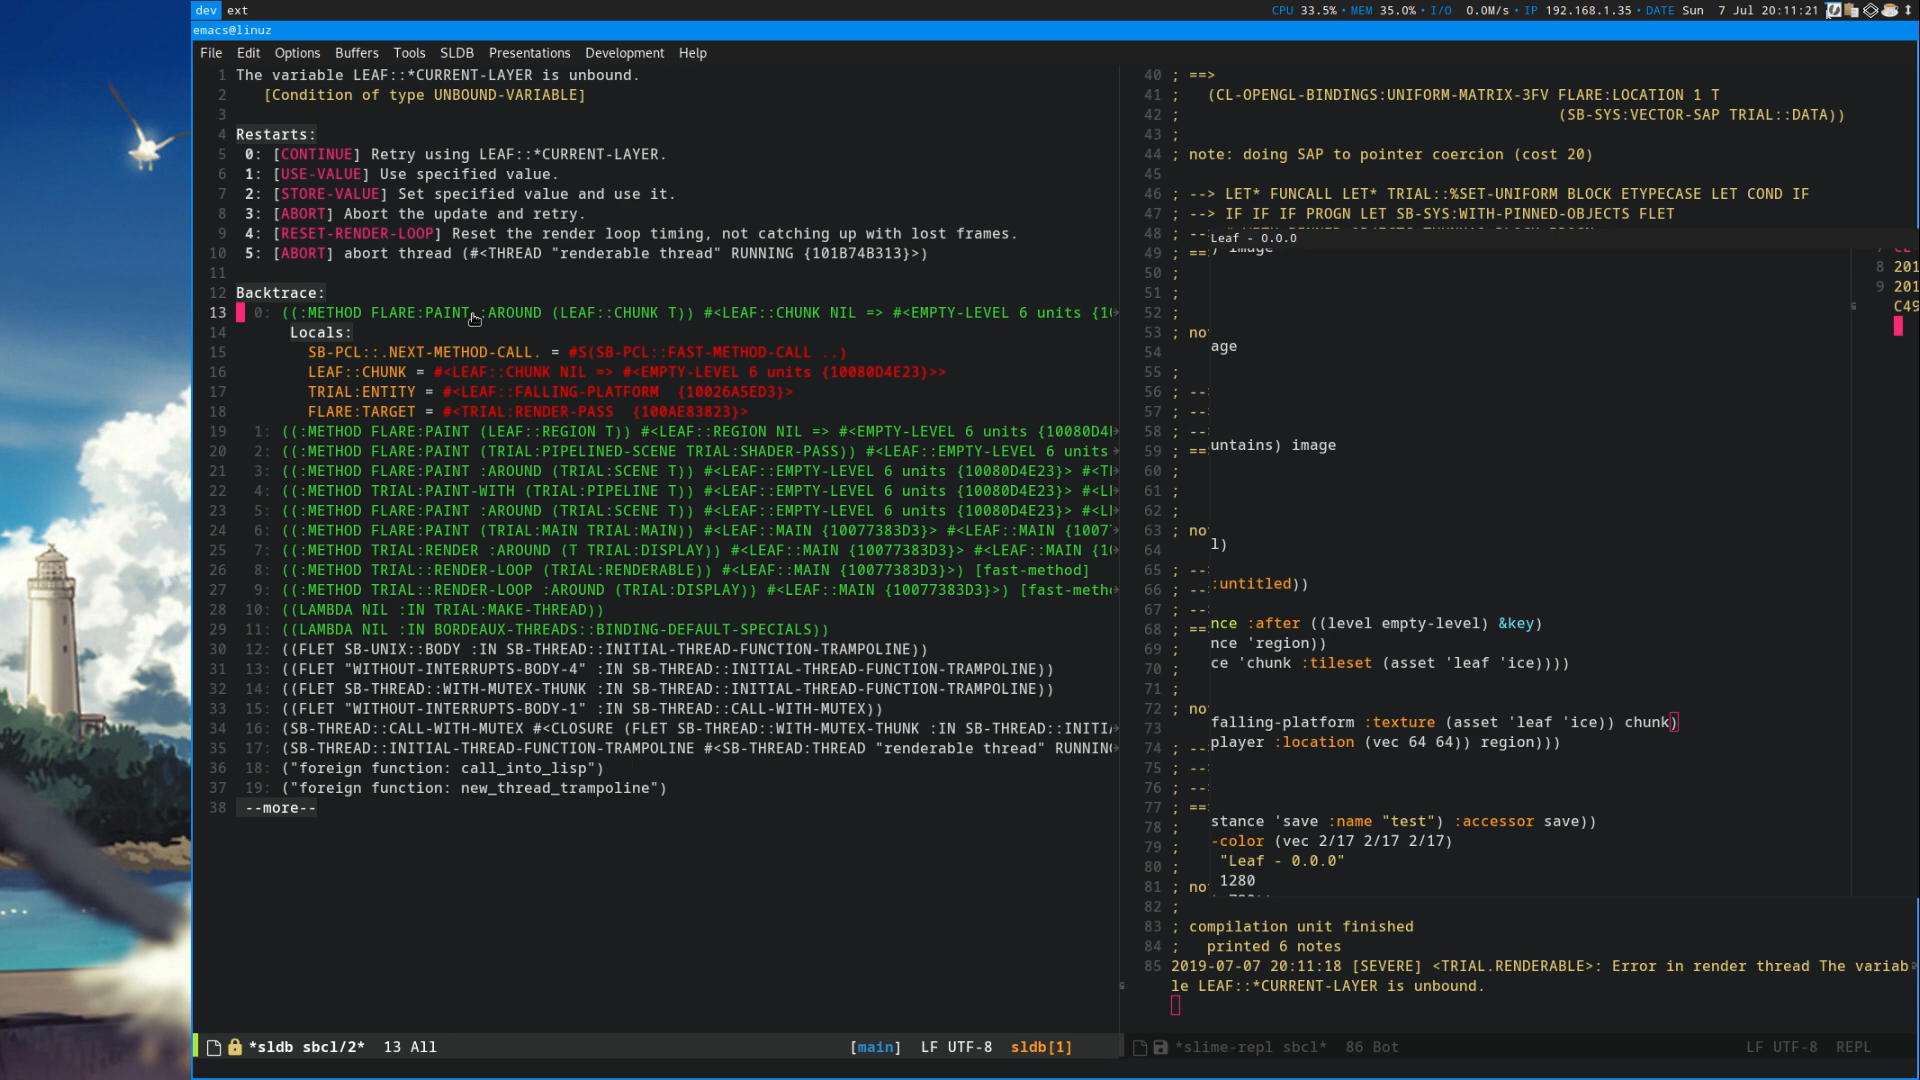 dev ext
CPU 33.5% · MEM 35.0% · I/O 0.0M/s · IP 192.168.1.35 · DATE Sun 7 Jul 20:11:21
emacs@linuz
File Edit Options Buffers Tools SLDB Presentations Development Help
1 The variable LEAF::*CURRENT-LAYER is unbound.
2 [Condition of type UNBOUND-VARIABLE]
3
4 Restarts:
5 0: [CONTINUE] Retry using LEAF::*CURRENT-LAYER.
6 1: [USE-VALUE] Use specified value.
7 2: [STORE-VALUE] Set specified value and use it.
8 3: [ABORT] Abort the update and retry.
9 4: [RESET-RENDER-LOOP] Reset the render loop timing, not catching up with lost frames.
10 5: [ABORT] abort thread (#<THREAD "renderable thread" RUNNING {101B74B313}>)
11
12 Backtrace:
13 0: ((:METHOD FLARE:PAINT :AROUND (LEAF::CHUNK T)) #<LEAF::CHUNK NIL => #<EMPTY-LEVEL 6 units {10
14 Locals:
15 SB-PCL::.NEXT-METHOD-CALL. = #S(SB-PCL::FAST-METHOD-CALL ..)
16 LEAF::CHUNK = #<LEAF::CHUNK NIL => #<EMPTY-LEVEL 6 units {10080D4E23}>>
17 TRIAL:ENTITY = #<LEAF::FALLING-PLATFORM {10026A5ED3}>
18 FLARE:TARGET = #<TRIAL:RENDER-PASS {100AE83823}>
19 1: ((:METHOD FLARE:PAINT (LEAF::REGION T)) #<LEAF::REGION NIL => #<EMPTY-LEVEL 6 units {10080D4
20 2: ((:METHOD FLARE:PAINT (TRIAL:PIPELINED-SCENE TRIAL:SHADER-PASS)) #<LEAF::EMPTY-LEVEL 6 units
21 3: ((:METHOD FLARE:PAINT :AROUND (TRIAL:SCENE T)) #<LEAF::EMPTY-LEVEL 6 units {10080D4E23}> #<T
22 4: ((:METHOD TRIAL:PAINT-WITH (TRIAL:PIPELINE T)) #<LEAF::EMPTY-LEVEL 6 units {10080D4E23}> #<L
23 5: ((:METHOD FLARE:PAINT :AROUND (TRIAL:SCENE T)) #<LEAF::EMPTY-LEVEL 6 units {10080D4E23}> #<L
24 6: ((:METHOD FLARE:PAINT (TRIAL:MAIN TRIAL:MAIN)) #<LEAF::MAIN {10077383D3}> #<LEAF::MAIN {1007
25 7: ((:METHOD TRIAL:RENDER :AROUND (T TRIAL:DISPLAY)) #<LEAF::MAIN {10077383D3}> #<LEAF::MAIN {10
26 8: ((:METHOD TRIAL::RENDER-LOOP (TRIAL:RENDERABLE)) #<LEAF::MAIN {10077383D3}>) [fast-method]
27 9: ((:METHOD TRIAL::RENDER-LOOP :AROUND (TRIAL:DISPLAY)) #<LEAF::MAIN {10077383D3}>) [fast-meth
28 10: ((LAMBDA NIL :IN TRIAL:MAKE-THREAD))
29 11: ((LAMBDA NIL :IN BORDEAUX-THREADS::BINDING-DEFAULT-SPECIALS))
30 12: ((FLET SB-UNIX::BODY :IN SB-THREAD::INITIAL-THREAD-FUNCTION-TRAMPOLINE))
31 13: ((FLET "WITHOUT-INTERRUPTS-BODY-4" :IN SB-THREAD::INITIAL-THREAD-FUNCTION-TRAMPOLINE))
32 14: ((FLET SB-THREAD::WITH-MUTEX-THUNK :IN SB-THREAD::INITIAL-THREAD-FUNCTION-TRAMPOLINE))
33 15: ((FLET "WITHOUT-INTERRUPTS-BODY-1" :IN SB-THREAD::CALL-WITH-MUTEX))
34 16: (SB-THREAD::CALL-WITH-MUTEX #<CLOSURE (FLET SB-THREAD::WITH-MUTEX-THUNK :IN SB-THREAD::INITI
35 17: (SB-THREAD::INITIAL-THREAD-FUNCTION-TRAMPOLINE #<SB-THREAD:THREAD "renderable thread" RUNNIN
36 18: ("foreign function: call_into_lisp")
37 19: ("foreign function: new_thread_trampoline")
38 --more--
*sldb sbcl/2* 13 All [main] LF UTF-8 sldb[1]
40 ; ==>
41 ; (CL-OPENGL-BINDINGS:UNIFORM-MATRIX-3FV FLARE:LOCATION 1 T
42 ; (SB-SYS:VECTOR-SAP TRIAL::DATA))
43 ;
44 ; note: doing SAP to pointer coercion (cost 20)
45
46 ; --> LET* FUNCALL LET* TRIAL::%SET-UNIFORM BLOCK ETYPECASE LET COND IF
47 ; --> IF IF IF PROGN LET SB-SYS:WITH-PINNED-OBJECTS FLET
48 ; --
49 ; ==
50 ;
51 ;
52 ;
53 ; no
54 ;
55 ;
56 ; --
57 ; --
58 ; --
59 ; ==
60 ;
61 ;
62 ;
63 ; no
64 ;
65 ; --
66 ; --
67 ; --
68 ; ==
69 ;
70 ;
71 ;
72 ; no
73 ;
74 ; --
75 ; --
76 ; --
77 ; ==
78 ;
79 ;
80 ;
81 ; no
82 ;
83 ; compilation unit finished
84 ; printed 6 notes
85 2019-07-07 20:11:18 [SEVERE] <TRIAL.RENDERABLE>: Error in render thread The variab
le LEAF::*CURRENT-LAYER is unbound.
Leaf - 0.0.0
) image
age
untains) image
l)
:untitled))
nce :after ((level empty-level) &key)
nce 'region))
ce 'chunk :tileset (asset 'leaf 'ice))))
falling-platform :texture (asset 'leaf 'ice)) chunk)
player :location (vec 64 64)) region)))
stance 'save :name "test") :accessor save))
-color (vec 2/17 2/17 2/17)
"Leaf - 0.0.0"
1280
8 201
9 201
C49
*slime-repl sbcl* 86 Bot LF UTF-8 REPL